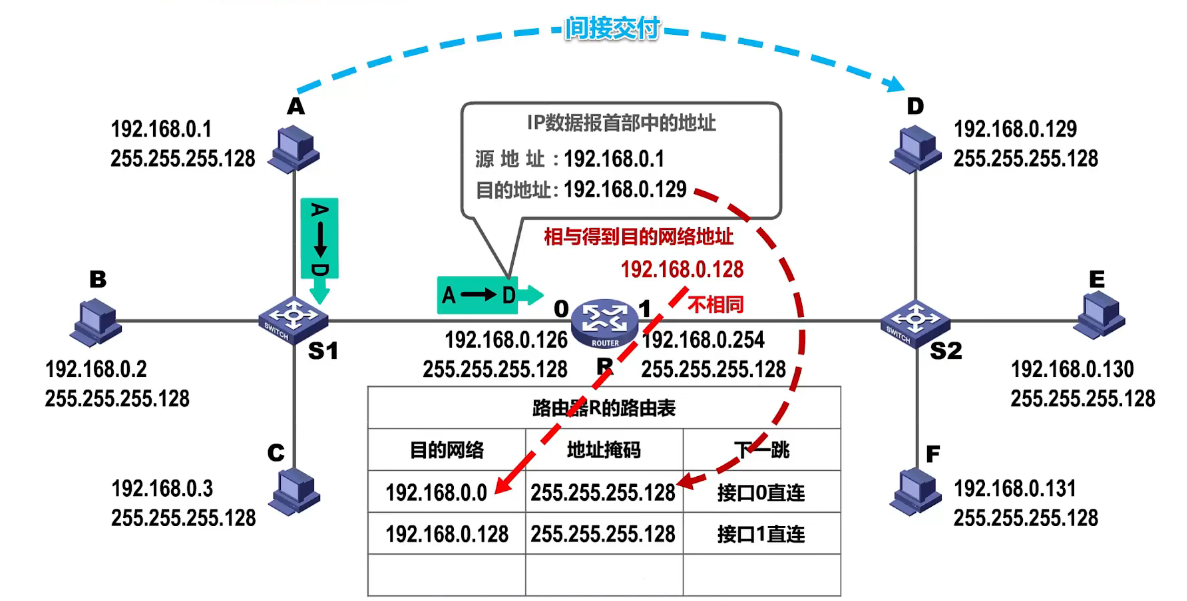 间接交付
A
192.168.0.1
255.255.255.128
D
192.168.0.129
255.255.255.128
IP数据报首部中的地址
源地址：192.168.0.1
目的地址：192.168.0.129
A→D
相与得到目的网络地址
192.168.0.128
不相同
B
192.168.0.2
255.255.255.128
SWITCH
S1
A→D
0
1
ROUTER
R
192.168.0.126
255.255.255.128
192.168.0.254
255.255.255.128
SWITCH
S2
E
192.168.0.130
255.255.255.128
C
192.168.0.3
255.255.255.128
F
192.168.0.131
255.255.255.128
路由器R的路由表
目的网络 地址掩码 下一跳
192.168.0.0 255.255.255.128 接口0直连
192.168.0.128 255.255.255.128 接口1直连